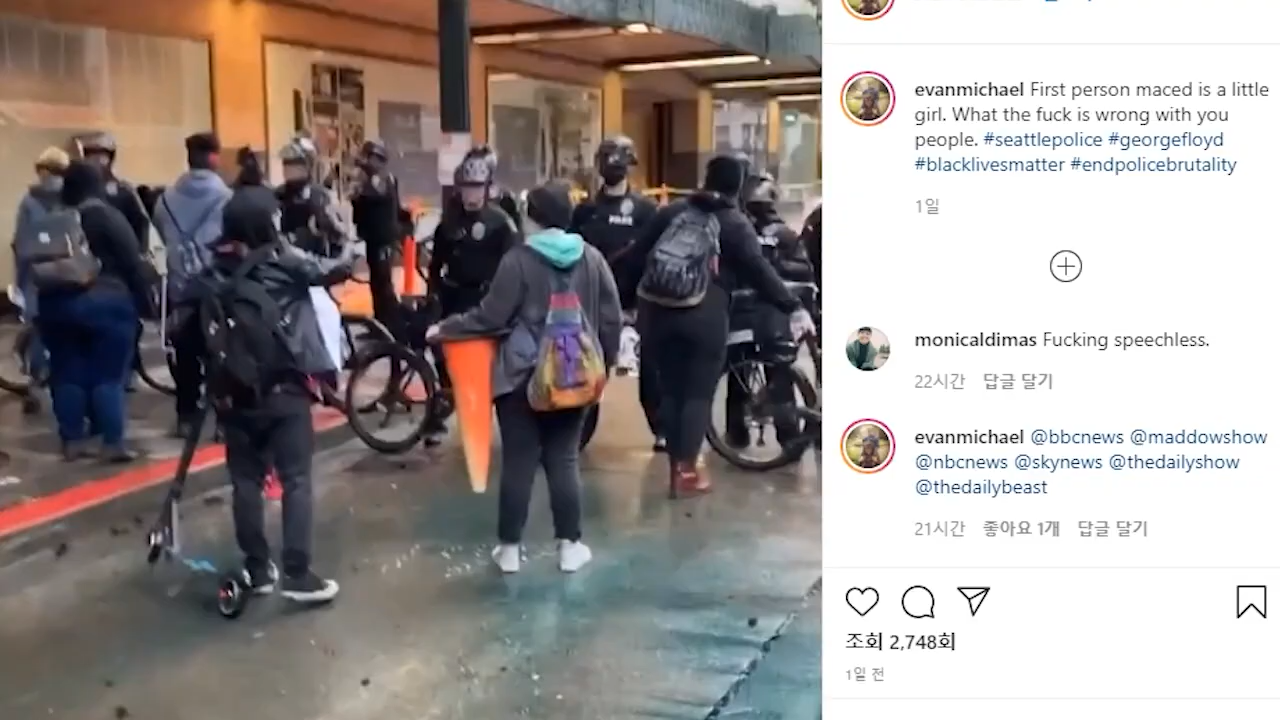 evanmichael First person maced is a little
girl. What the fuck is wrong with you
people. #seattlepolice #georgefloyd
#blacklivesmatter #endpolicebrutality
1일
monicaldimas Fucking speechless.
22시간 답글 달기
evanmichael @bbcnews @maddowshow
@nbcnews @skynews @thedailyshow
@thedailybeast
21시간 좋아요 1개 답글 달기
조회 2,748회
1일 전
POLICE